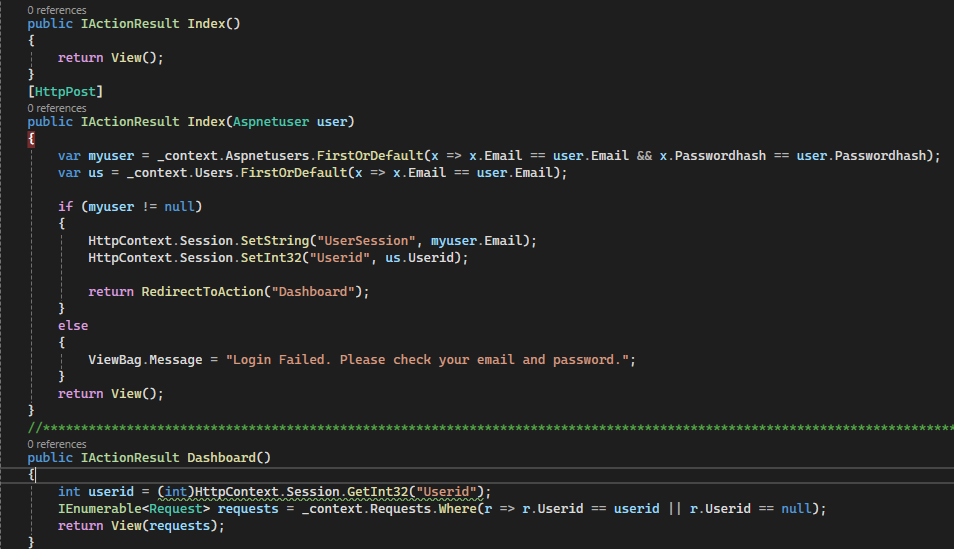 0 references
public IActionResult Index()
{
return View();
}
[HttpPost]
0 references
public IActionResult Index(Aspnetuser user)
{
var myuser = _context.Aspnetusers.FirstOrDefault(x => x.Email == user.Email && x.Passwordhash == user.Passwordhash);
var us = _context.Users.FirstOrDefault(x => x.Email == user.Email);
if (myuser != null)
{
HttpContext.Session.SetString("UserSession", myuser.Email);
HttpContext.Session.SetInt32("Userid", us.Userid);
return RedirectToAction("Dashboard");
}
else
{
ViewBag.Message = "Login Failed. Please check your email and password.";
}
return View();
}
//****************************************************************************************************************************
0 references
public IActionResult Dashboard()
{
int userid = (int)HttpContext.Session.GetInt32("Userid");
IEnumerable<Request> requests = _context.Requests.Where(r => r.Userid == userid || r.Userid == null);
return View(requests);
}